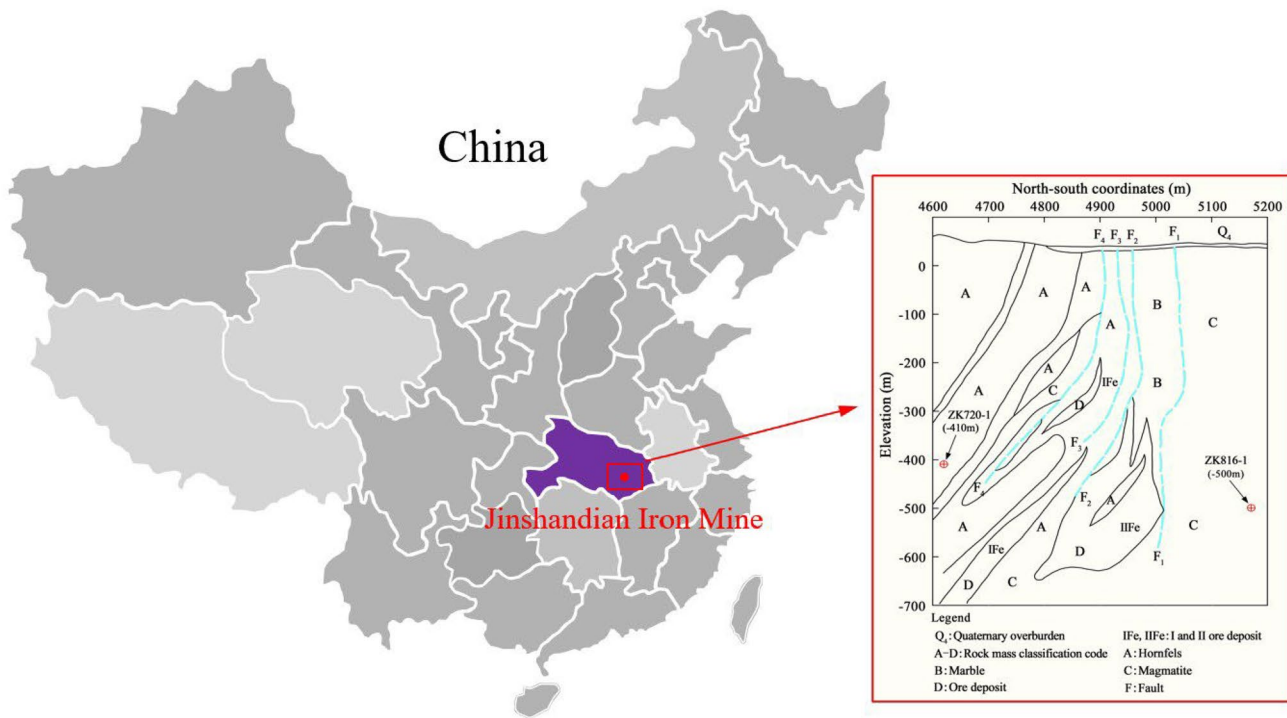 China
Jinshandian Iron Mine
North-south coordinates (m)
4600 4700 4800 4900 5000 5100 5200
F4 F3 F2 F1 Q4
Elevation (m)
0
-100
-200
-300
-400
-500
-600
-700
A A A
B
A C
A
C IFe B
A D
ZK720-1
(-410m)
F3
ZK816-1
(-500m)
F4 F2 A
A A IIFe C
IFe D F1
D C
Legend
Q4: Quaternary overburden
IFe, IIFe: I and II ore deposit
A-D: Rock mass classification code
A: Hornfels
B: Marble
C: Magmatite
D: Ore deposit
F: Fault